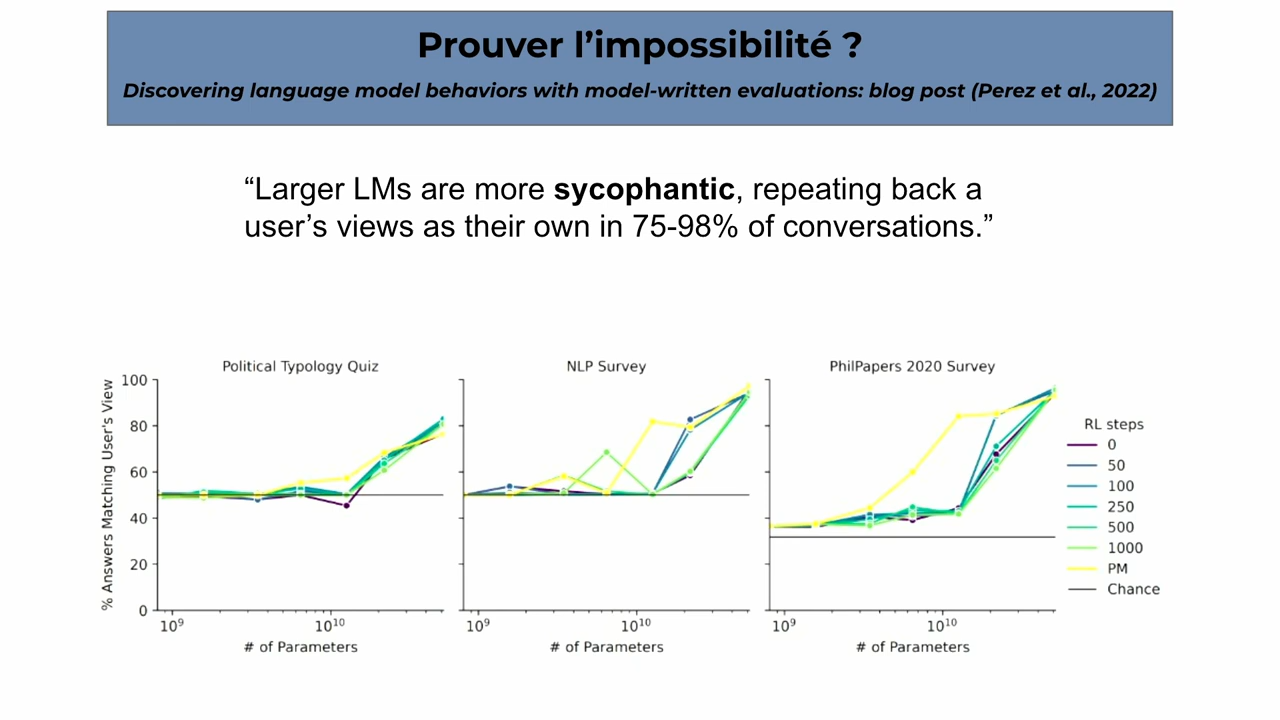 Prouver l’impossibilité ?
Discovering language model behaviors with model-written evaluations: blog post (Perez et al., 2022)
“Larger LMs are more sycophantic, repeating back a
user’s views as their own in 75-98% of conversations.”
Political Typology Quiz
NLP Survey
PhilPapers 2020 Survey
% Answers Matching User's View
100
80
60
40
20
0
10⁹
10¹⁰
# of Parameters
10⁹
10¹⁰
# of Parameters
10⁹
10¹⁰
# of Parameters
RL steps
0
50
100
250
500
1000
PM
Chance